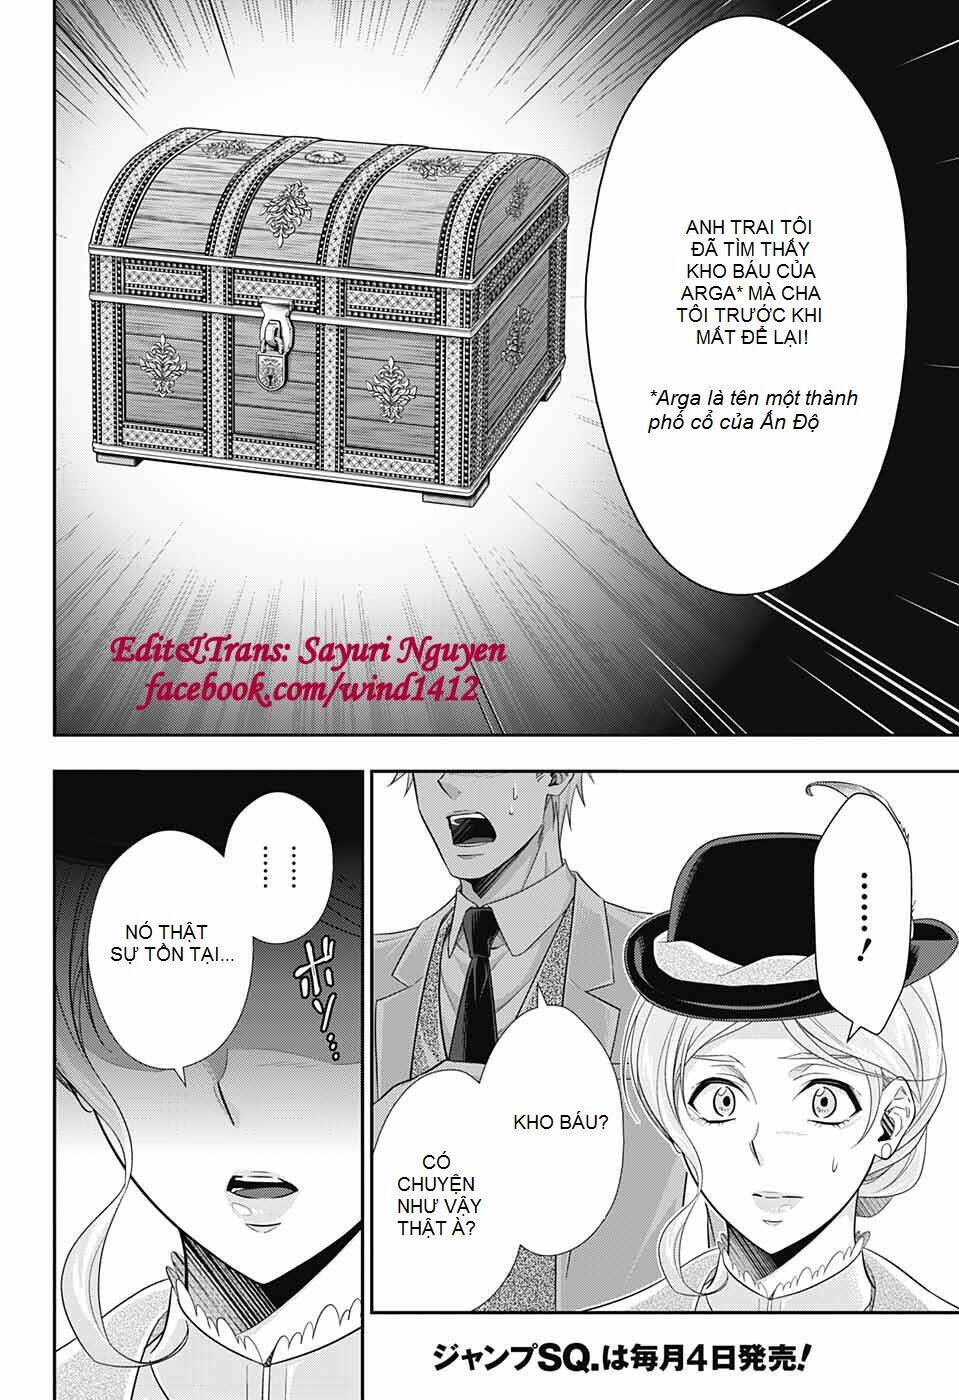 ANH TRAI TÔI
ĐÃ TÌM THẤY
KHO BÁU CỦA
ARGA* MÀ CHA
TÔI TRƯỚC KHI
MẤT ĐỂ LẠI!
*Arga là tên một thành
phố cổ của Ấn Độ
Edit&Trans: Sayuri Nguyen
facebook.com/wind1412
……!
KHO BÁU?
CÓ
CHUYỆN
NHƯ VẬY
THẬT À?
……
NÓ THẬT
SỰ TỒN TẠI...
ボソッ
ジャンプSQ.は毎月4日発売!